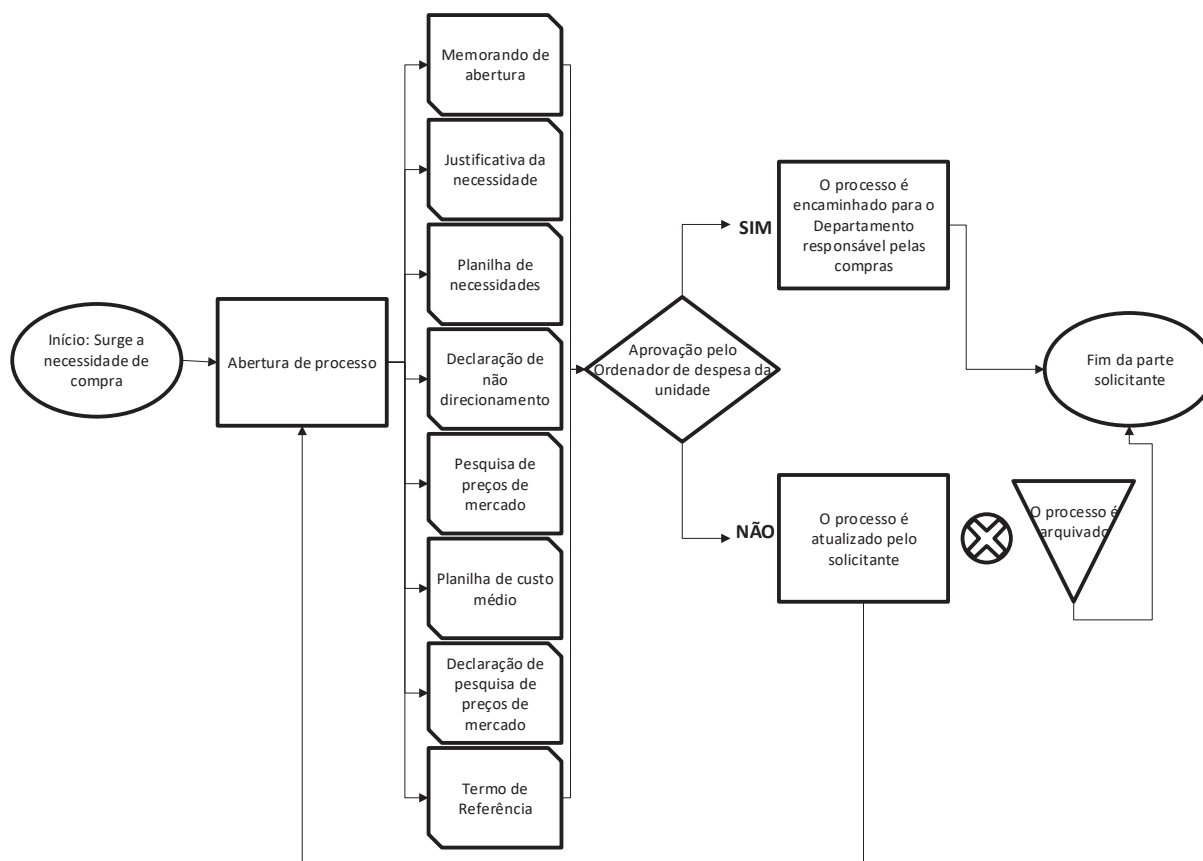 Início: Surge a
necessidade de
compra
Abertura de processo
Memorando de
abertura
Justificativa da
necessidade
Planilha de
necessidades
Declaração de
não
direcionamento
Pesquisa de
preços de
mercado
Planilha de custo
médio
Declaração de
pesquisa de
preços de
mercado
Termo de
Referência
Aprovação pelo
Ordenador de despesa da
unidade
SIM
O processo é
encaminhado para o
Departamento
responsável pelas
compras
NÃO
O processo é
atualizado pelo
solicitante
O processo é
arquivado
Fim da parte
solicitante